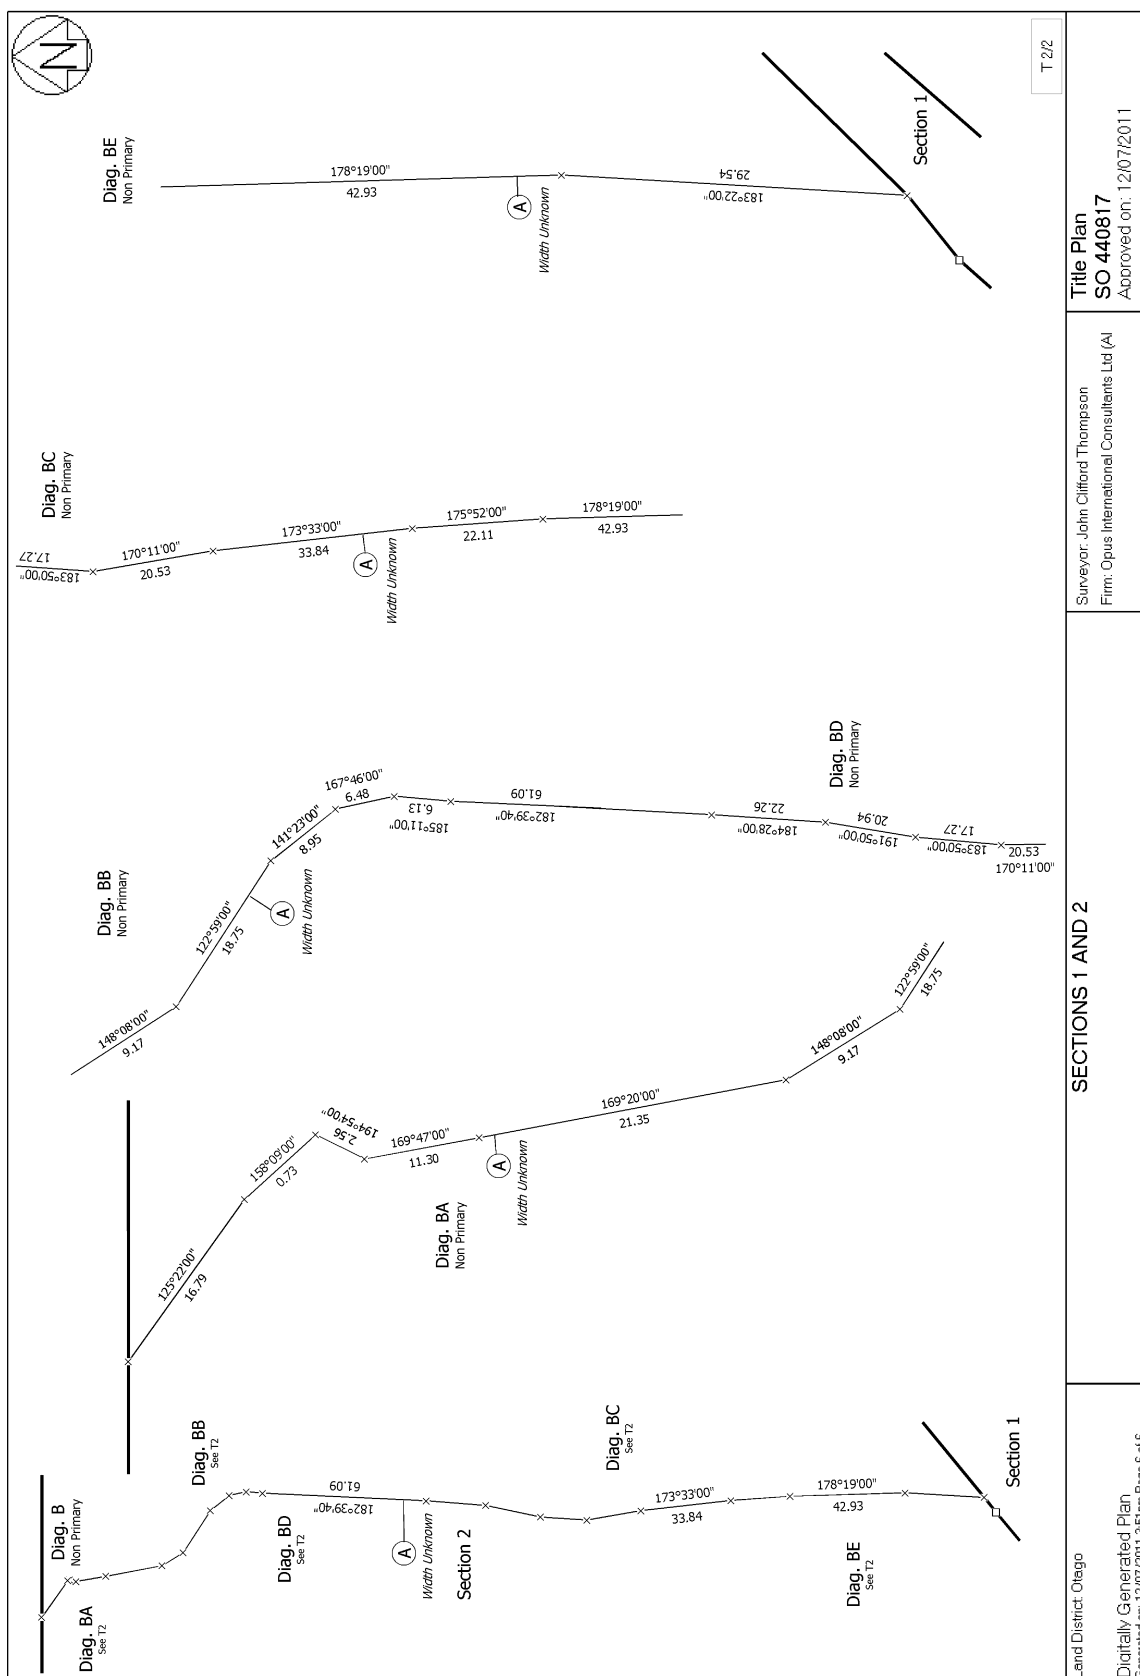 N
Diag. B
Non Primary
Diag. BA
See T2
Diag. BB
See T2
Diag. BD
See T2
182°39'40"
61.09
A
Width Unknown
Section 2
Diag. BC
See T2
173°33'00"
33.84
178°19'00"
42.93
Diag. BE
See T2
Section 1
125°22'00"
16.79
158°09'00"
0.73
194°54'00"
2.56
169°47'00"
11.30
Diag. BA
Non Primary
A
Width Unknown
169°20'00"
21.35
148°08'00"
9.17
122°59'00"
18.75
Diag. BB
Non Primary
148°08'00"
9.17
122°59'00"
18.75
A
Width Unknown
141°23'00"
8.95
167°46'00"
6.48
185°11'00"
6.13
182°39'40"
61.09
184°28'00"
22.26
191°50'00"
20.94
183°50'00"
17.27
170°11'00"
20.53
Diag. BD
Non Primary
Diag. BC
Non Primary
183°50'00"
17.27
170°11'00"
20.53
173°33'00"
33.84
A
Width Unknown
175°52'00"
22.11
178°19'00"
42.93
Diag. BE
Non Primary
178°19'00"
42.93
A
Width Unknown
183°22'00"
29.54
Section 1
T 2/2
Land District: Otago
Digitally Generated Plan
Generated on: 12/07/2011 2:51pm Page 6 of 6
SECTIONS 1 AND 2
Surveyor: John Clifford Thompson
Firm: Opus International Consultants Ltd (Al
Title Plan
SO 440817
Approved on: 12/07/2011